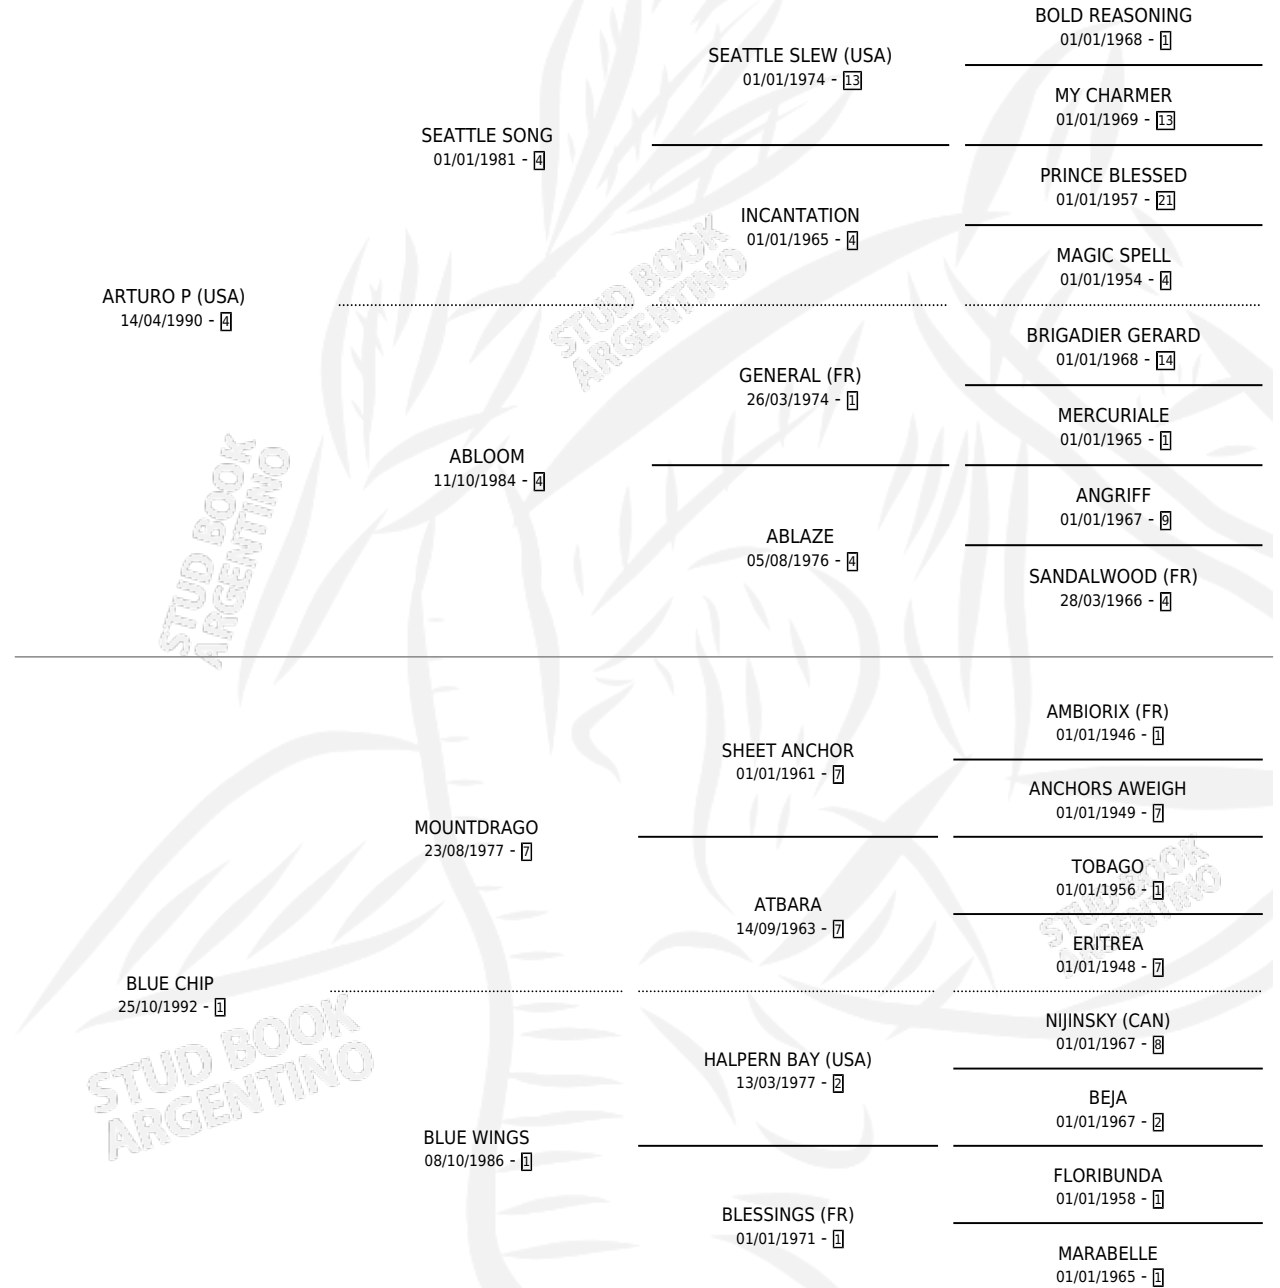 BOLD REASONING
01/01/1968 - 1
SEATTLE SLEW (USA)
01/01/1974 - 13
MY CHARMER
01/01/1969 - 13
SEATTLE SONG
01/01/1981 - 4
PRINCE BLESSED
01/01/1957 - 21
INCANTATION
01/01/1965 - 4
MAGIC SPELL
01/01/1954 - 4
ARTURO P (USA)
14/04/1990 - 4
STUD BOOK
ARGENTINO
BRIGADIER GERARD
01/01/1968 - 14
GENERAL (FR)
26/03/1974 - 1
MERCURIALE
01/01/1965 - 1
ABLOOM
11/10/1984 - 4
ANGRIFF
01/01/1967 - 9
ABLAZE
05/08/1976 - 4
SANDALWOOD (FR)
28/03/1966 - 4
STUD BOOK
ARGENTINO
AMBIORIX (FR)
01/01/1946 - 1
SHEET ANCHOR
01/01/1961 - 7
ANCHORS AWEIGH
01/01/1949 - 7
MOUNTDRAGO
23/08/1977 - 7
TOBAGO
01/01/1956 - 1
ATBARA
14/09/1963 - 7
STUD BOOK
ARGENTINO
ERITREA
01/01/1948 - 7
BLUE CHIP
25/10/1992 - 1
NIJINSKY (CAN)
01/01/1967 - 8
HALPERN BAY (USA)
13/03/1977 - 2
BEJA
01/01/1967 - 2
STUD BOOK
ARGENTINO
BLUE WINGS
08/10/1986 - 1
FLORIBUNDA
01/01/1958 - 1
BLESSINGS (FR)
01/01/1971 - 1
MARABELLE
01/01/1965 - 1